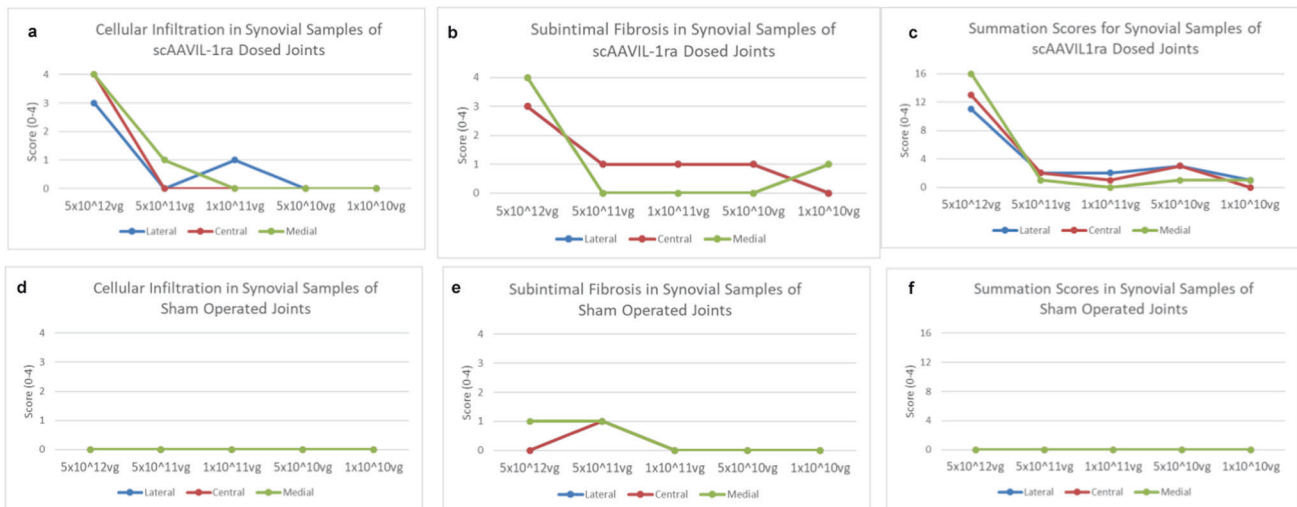 a
Cellular Infiltration in Synovial Samples of
scAAVIL-1ra Dosed Joints
Score (0-4)
4
3
2
1
0
5x10^12vg 5x10^11vg 1x10^11vg 5x10^10vg 1x10^10vg
Lateral Central Medial
b
Subintimal Fibrosis in Synovial Samples of
scAAVIL-1ra Dosed Joints
Score (0-4)
4
3
2
1
0
5x10^12vg 5x10^11vg 1x10^11vg 5x10^10vg 1x10^10vg
Lateral Central Medial
c
Summation Scores for Synovial Samples of
scAAVIL1ra Dosed Joints
Score (0-4)
16
12
8
4
0
5x10^12vg 5x10^11vg 1x10^11vg 5x10^10vg 1x10^10vg
Lateral Central Medial
d
Cellular Infiltration in Synovial Samples of
Sham Operated Joints
Score (0-4)
4
3
2
1
0
5x10^12vg 5x10^11vg 1x10^11vg 5x10^10vg 1x10^10vg
Lateral Central Medial
e
Subintimal Fibrosis in Synovial Samples of
Sham Operated Joints
Score (0-4)
4
3
2
1
0
5x10^12vg 5x10^11vg 1x10^11vg 5x10^10vg 1x10^10vg
Lateral Central Medial
f
Summation Scores in Synovial Samples of
Sham Operated Joints
Score (0-4)
16
12
8
4
0
5x10^12vg 5x10^11vg 1x10^11vg 5x10^10vg 1x10^10vg
Lateral Central Medial